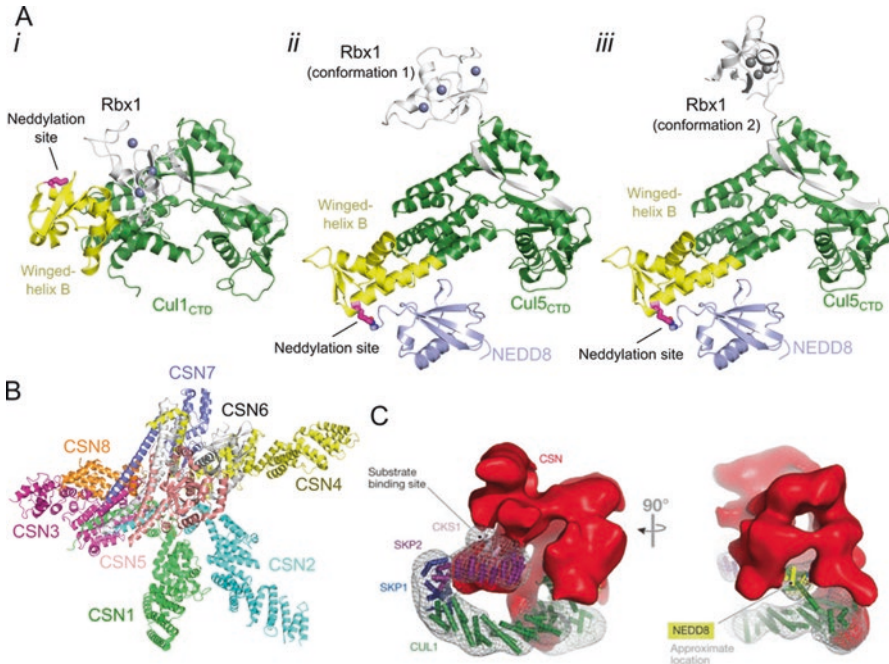 A
i
ii
iii
Rbx1
Neddylation
site
Winged-
helix B
Cul1CTD
Rbx1
(conformation 1)
Winged-
helix B
Cul5CTD
Neddylation site
NEDD8
Rbx1
(conformation 2)
Winged-
helix B
Cul5CTD
Neddylation site
NEDD8
B
CSN7
CSN6
CSN8
CSN4
CSN3
CSN5
CSN2
CSN1
C
Substrate
binding site
CSN
CKS1
SKP2
SKP1
CUL1
90°
NEDD8
Approximate
location